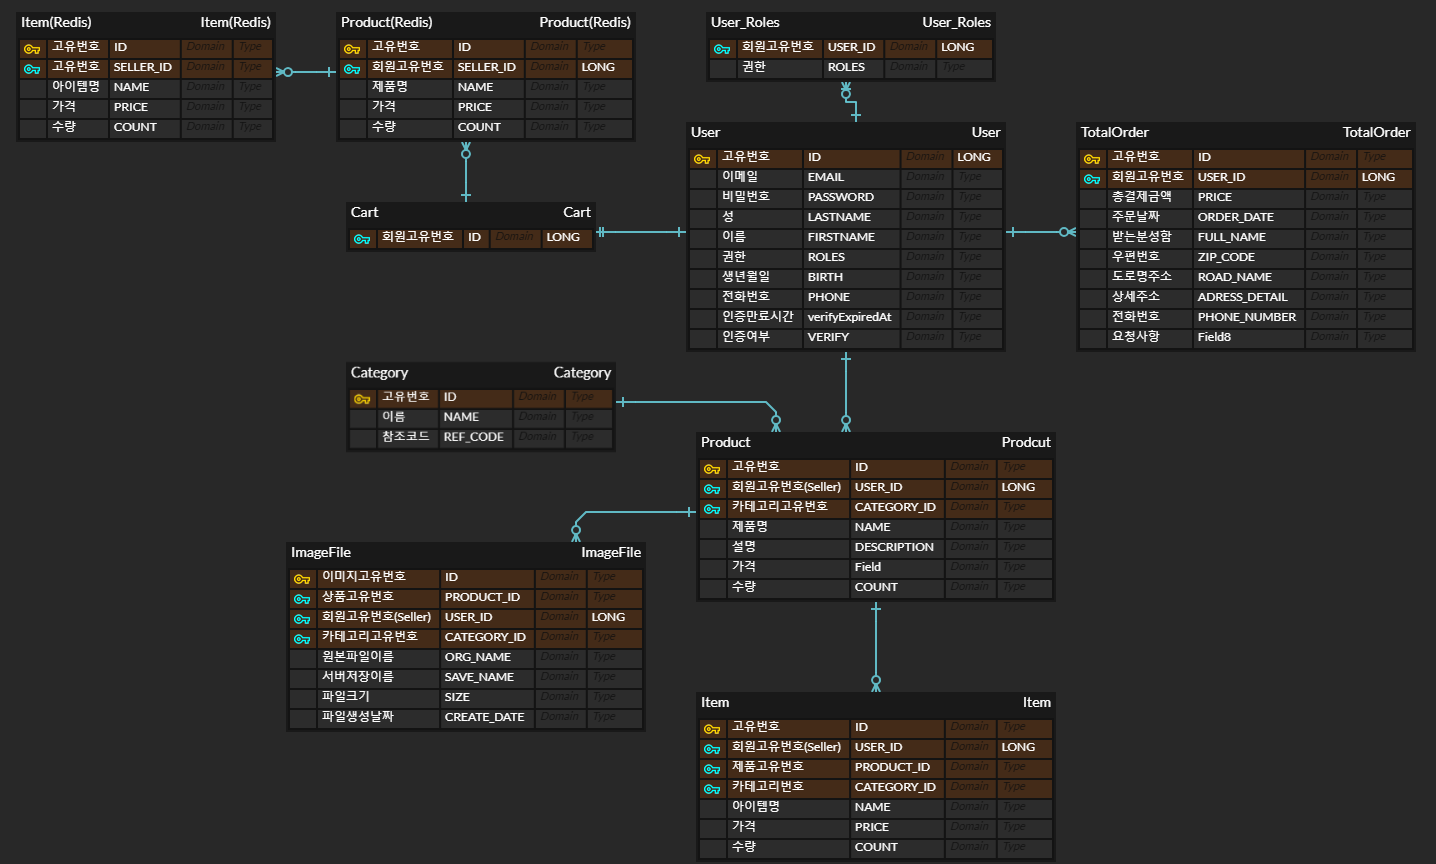 Item(Redis) Item(Redis)
고유번호 ID Domain Type
고유번호 SELLER_ID Domain Type
아이템명 NAME Domain Type
가격 PRICE Domain Type
수량 COUNT Domain Type
Product(Redis) Product(Redis)
고유번호 ID Domain Type
회원고유번호 SELLER_ID Domain LONG
제품명 NAME Domain Type
가격 PRICE Domain Type
수량 COUNT Domain Type
User_Roles User_Roles
회원고유번호 USER_ID Domain LONG
권한 ROLES Domain Type
User User
고유번호 ID Domain LONG
이메일 EMAIL Domain Type
비밀번호 PASSWORD Domain Type
성 LASTNAME Domain Type
이름 FIRSTNAME Domain Type
권한 ROLES Domain Type
생년월일 BIRTH Domain Type
전화번호 PHONE Domain Type
인증만료시간 verifyExpiredAt Domain Type
인증여부 VERIFY Domain Type
TotalOrder TotalOrder
고유번호 ID Domain Type
회원고유번호 USER_ID Domain LONG
총결제금액 PRICE Domain Type
주문날짜 ORDER_DATE Domain Type
받는분성함 FULL_NAME Domain Type
우편번호 ZIP_CODE Domain Type
도로명주소 ROAD_NAME Domain Type
상세주소 ADRESS_DETAIL Domain Type
전화번호 PHONE_NUMBER Domain Type
요청사항 Field8 Domain Type
Cart Cart
회원고유번호 ID Domain LONG
Category Category
고유번호 ID Domain Type
이름 NAME Domain Type
참조코드 REF_CODE Domain Type
Product Prodcut
고유번호 ID Domain Type
회원고유번호(Seller) USER_ID Domain LONG
카테고리고유번호 CATEGORY_ID Domain Type
제품명 NAME Domain Type
설명 DESCRIPTION Domain Type
가격 Field Domain Type
수량 COUNT Domain Type
ImageFile ImageFile
이미지고유번호 ID Domain Type
상품고유번호 PRODUCT_ID Domain Type
회원고유번호(Seller) USER_ID Domain LONG
카테고리고유번호 CATEGORY_ID Domain Type
원본파일이름 ORG_NAME Domain Type
서버저장이름 SAVE_NAME Domain Type
파일크기 SIZE Domain Type
파일생성날짜 CREATE_DATE Domain Type
Item Item
고유번호 ID Domain Type
회원고유번호(Seller) USER_ID Domain LONG
제품고유번호 PRODUCT_ID Domain Type
카테고리번호 CATEGORY_ID Domain Type
아이템명 NAME Domain Type
가격 PRICE Domain Type
수량 COUNT Domain Type